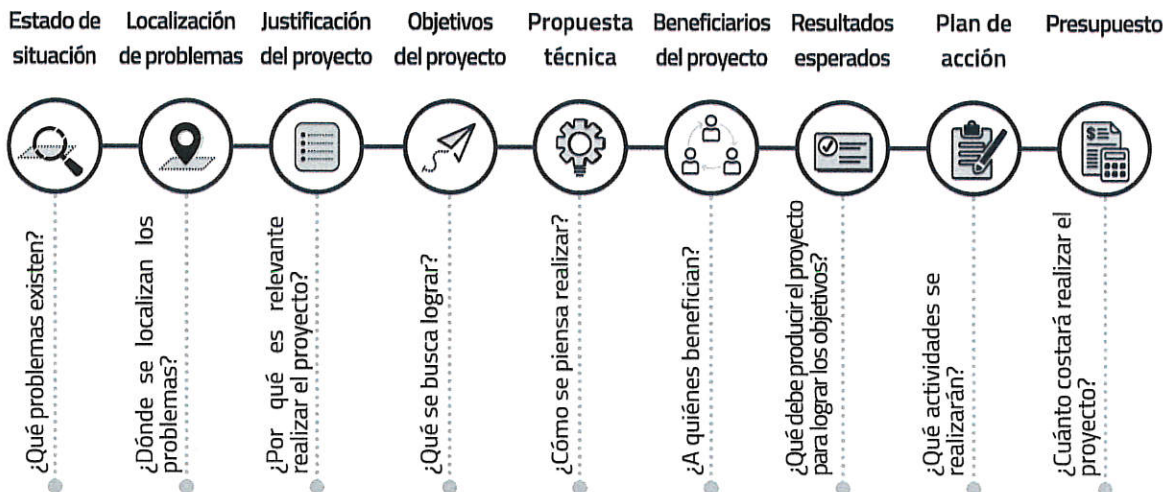 Estado de
situación
Localización
de problemas
Justificación
del proyecto
Objetivos
del proyecto
Propuesta
técnica
Beneficiarios
del proyecto
Resultados
esperados
Plan de
acción
Presupuesto
$
¿Qué problemas existen?
¿Dónde se localizan los
problemas?
¿Por qué es relevante
realizar el proyecto?
¿Qué se busca lograr?
¿Cómo se piensa realizar?
¿A quiénes benefician?
¿Qué debe producir el proyecto
para lograr los objetivos?
¿Qué actividades se
realizarán?
¿Cuánto costará realizar el
proyecto?